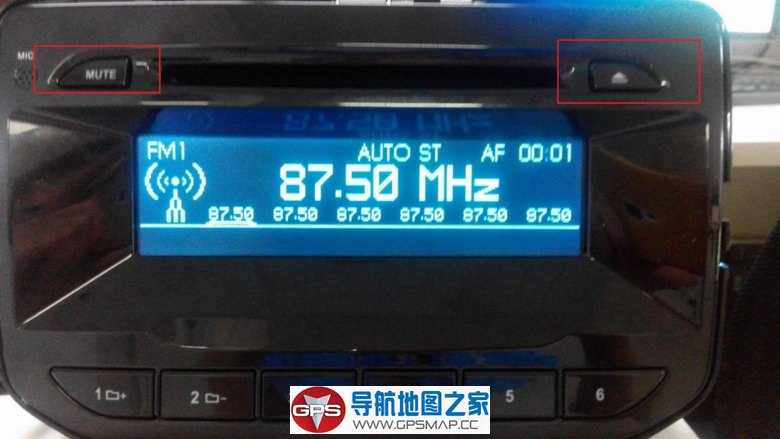 MIC
MUTE
FM1 AUTO ST AF 00:01
87.50 MHz
87.50 87.50 87.50 87.50 87.50 87.50
1 + 2 - 5 6
GPS 导航地图之家
WWW.GPSMAP.CC